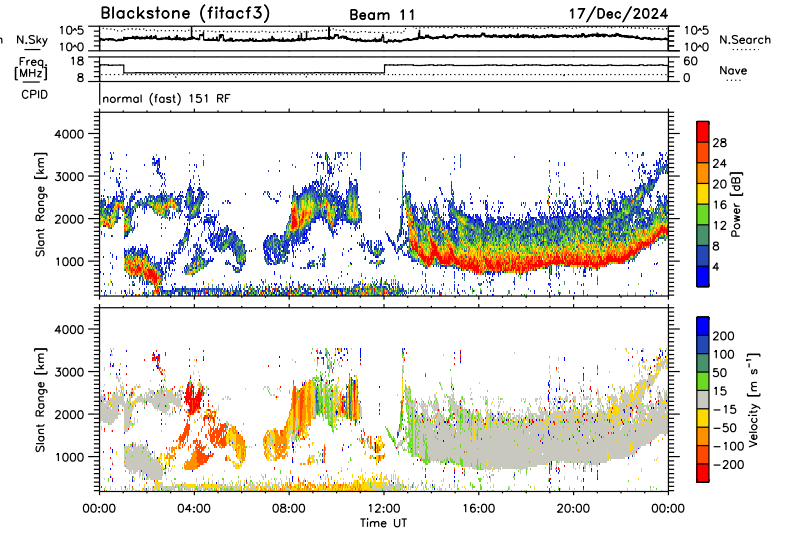 Blackstone (fitacf3) Beam 11 17/Dec/2024
N.Sky 10^5 10^5 N.Search
10^0 10^0
Freq. 18 60
[MHz] 8 0 Nave
CPID normal (fast) 151 RF
4000
3000
2000
1000
Slant Range [km]
28
24
20
16
12
8
4
Power [dB]
4000
3000
2000
1000
Slant Range [km]
200
100
50
15
-15
-50
-100
-200
Velocity [m s⁻¹]
00:00 04:00 08:00 12:00 16:00 20:00 00:00
Time UT